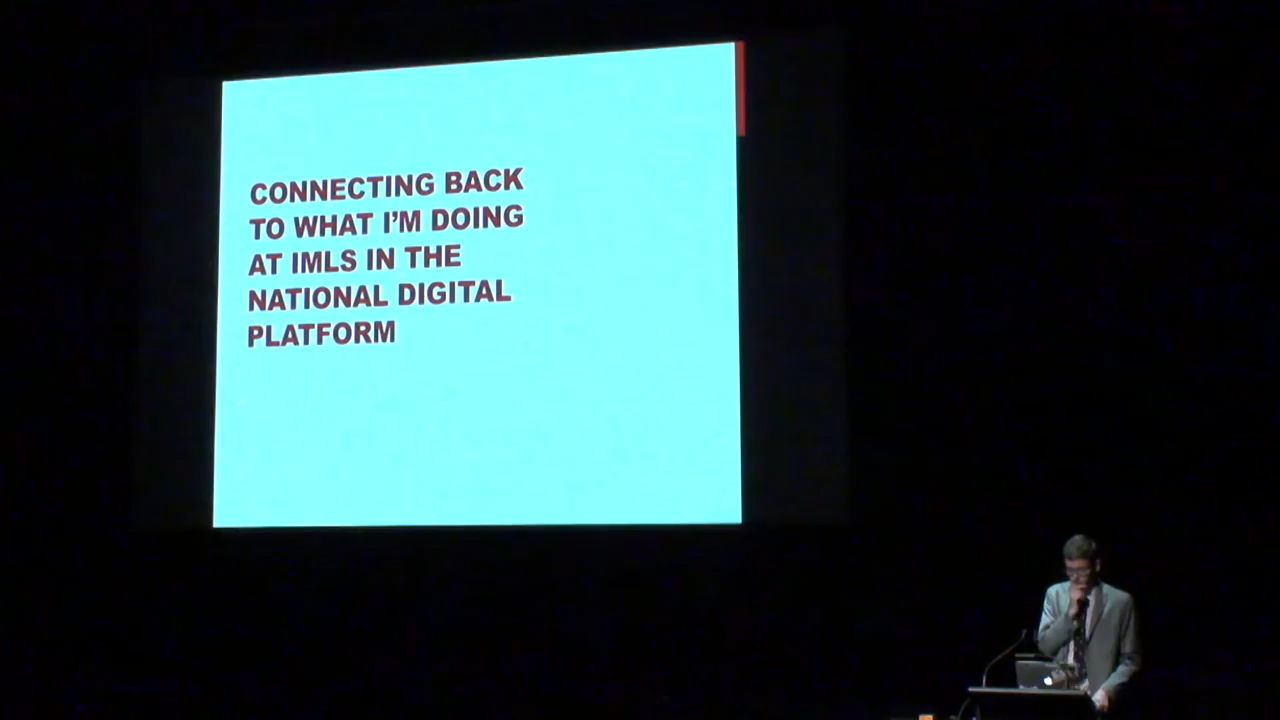 CONNECTING BACK
TO WHAT I'M DOING
AT IMLS IN THE
NATIONAL DIGITAL
PLATFORM